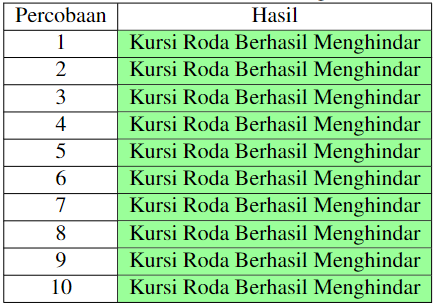 Percobaan Hasil
1 Kursi Roda Berhasil Menghindar
2 Kursi Roda Berhasil Menghindar
3 Kursi Roda Berhasil Menghindar
4 Kursi Roda Berhasil Menghindar
5 Kursi Roda Berhasil Menghindar
6 Kursi Roda Berhasil Menghindar
7 Kursi Roda Berhasil Menghindar
8 Kursi Roda Berhasil Menghindar
9 Kursi Roda Berhasil Menghindar
10 Kursi Roda Berhasil Menghindar